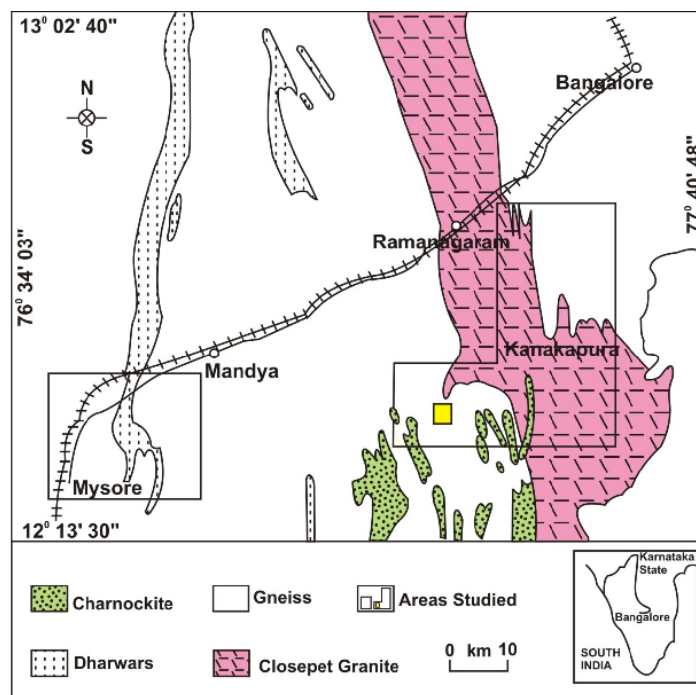 13⁰ 02' 40"
N
S
Bangalore
77⁰ 40' 48"
Ramanagaram
76⁰ 34' 03"
Kanakapura
Mandya
Mysore
12⁰ 13' 30"
Charnockite
Gneiss
Areas Studied
Dharwars
Closepet Granite
0 km 10
Karnataka
State
Bangalore
SOUTH
INDIA